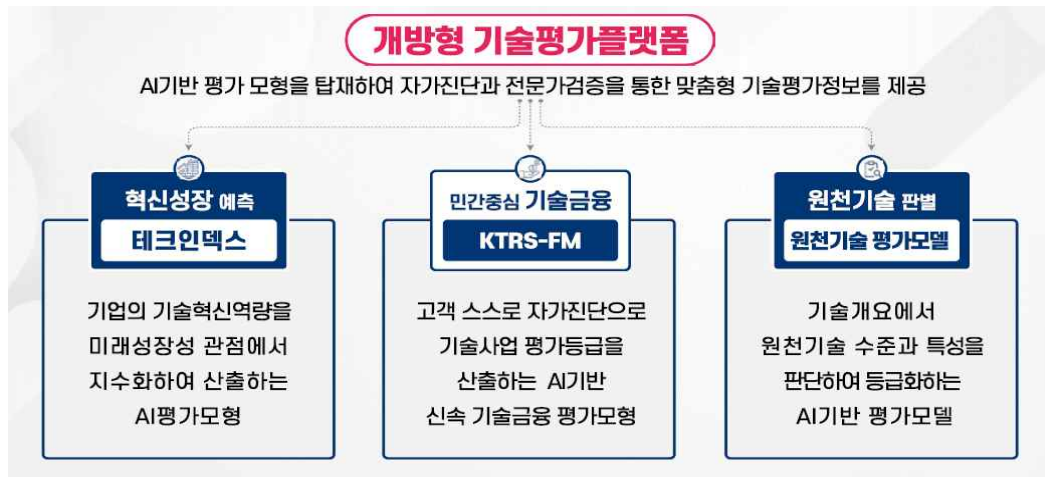 개방형 기술평가플랫폼
AI기반 평가 모형을 탑재하여 자가진단과 전문가검증을 통한 맞춤형 기술평가정보를 제공
혁신성장 예측
테크인덱스
기업의 기술혁신역량을
미래성장성 관점에서
지수화하여 산출하는
AI평가모형
민간중심 기술금융
KTRS-FM
고객 스스로 자가진단으로
기술사업 평가등급을
산출하는 AI기반
신속 기술금융 평가모형
원천기술 판별
원천기술 평가모델
기술개요에서
원천기술 수준과 특성을
판단하여 등급화하는
AI기반 평가모델